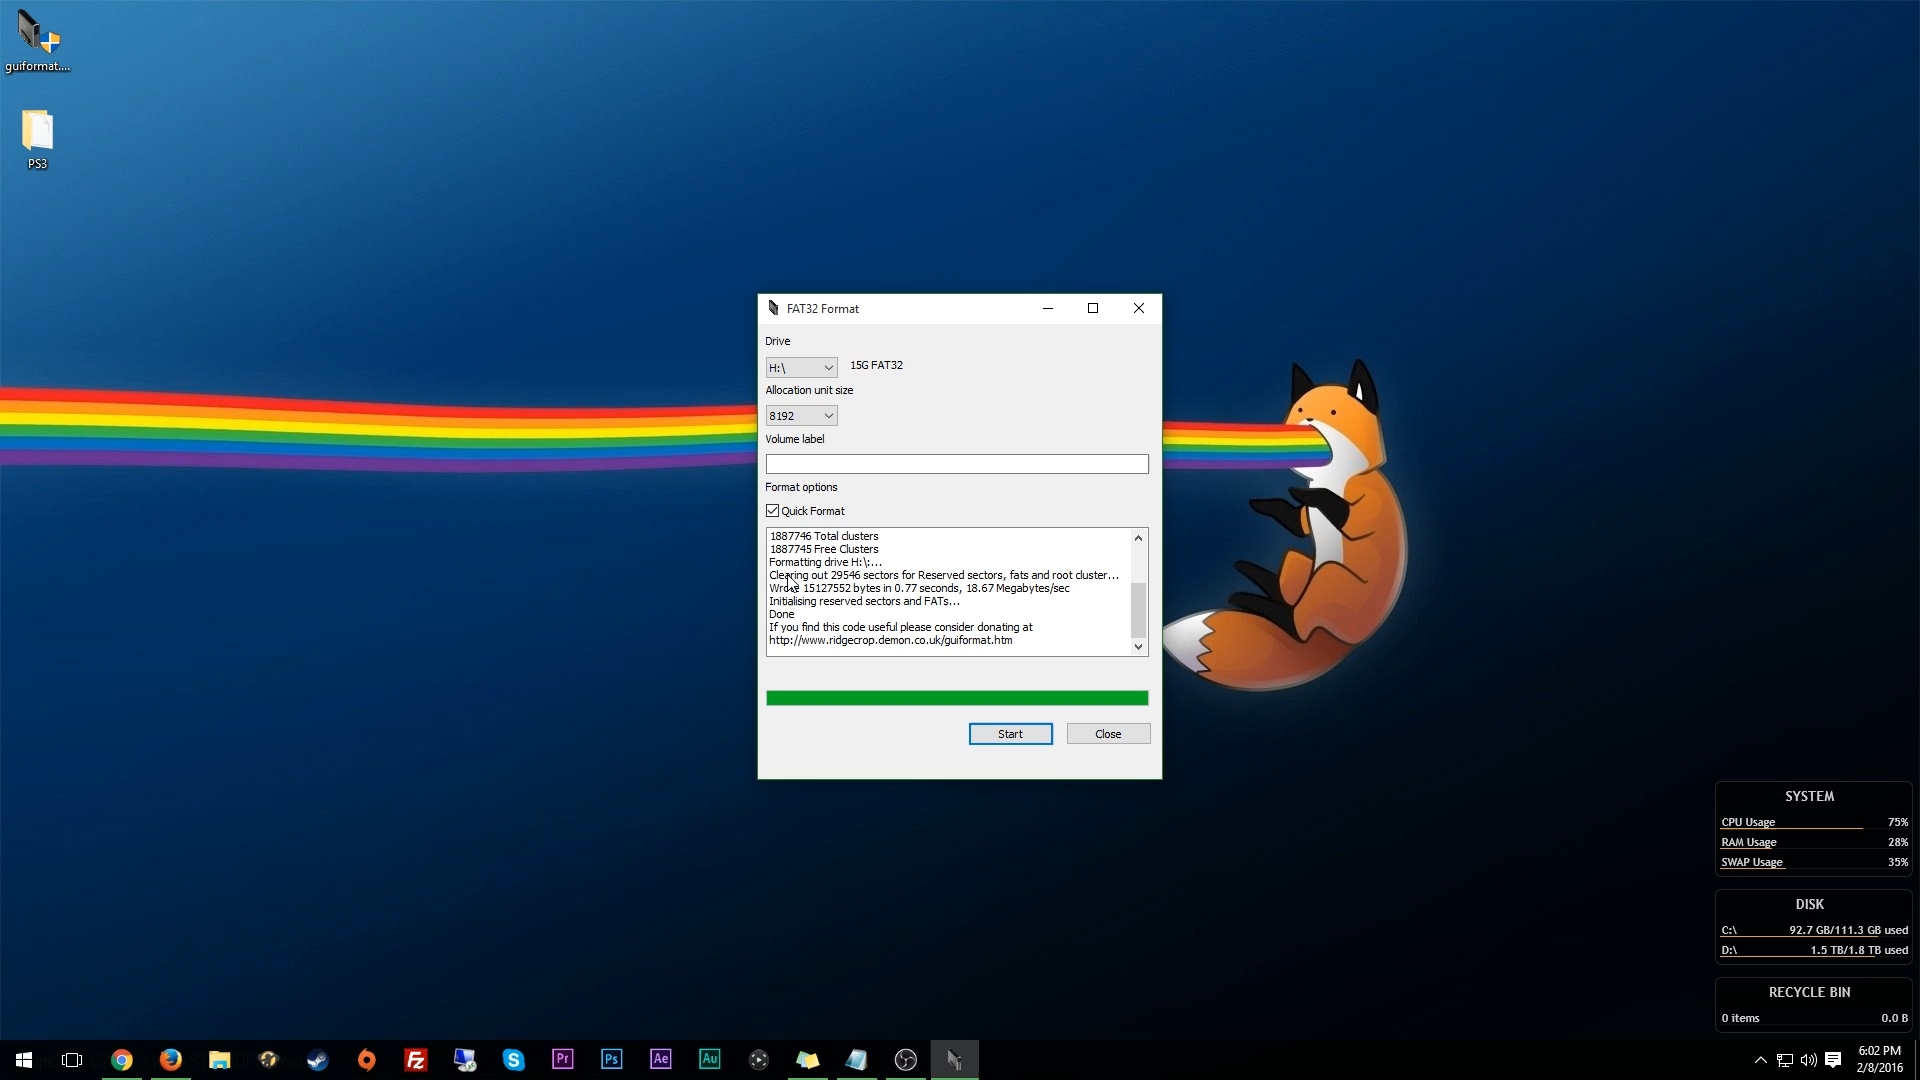 guiformat....
PS3
FAT32 Format
Drive
H:\
15G FAT32
Allocation unit size
8192
Volume label
Format options
Quick Format
1887746 Total clusters
1887745 Free Clusters
Formatting drive H:\:...
Clearing out 29546 sectors for Reserved sectors, fats and root cluster...
Wrote 15127552 bytes in 0.77 seconds, 18.67 Megabytes/sec
Initialising reserved sectors and FATs...
Done
If you find this code useful please consider donating at
http://www.ridgecrop.demon.co.uk/guiformat.htm
Start
Close
SYSTEM
CPU Usage 75%
RAM Usage 28%
SWAP Usage 35%
DISK
C:\ 92.7 GB/111.3 GB used
D:\ 1.5 TB/1.8 TB used
RECYCLE BIN
0 items 0.0 B
Fz
S
Pr
Ps
Ae
Au
6:02 PM
2/8/2016